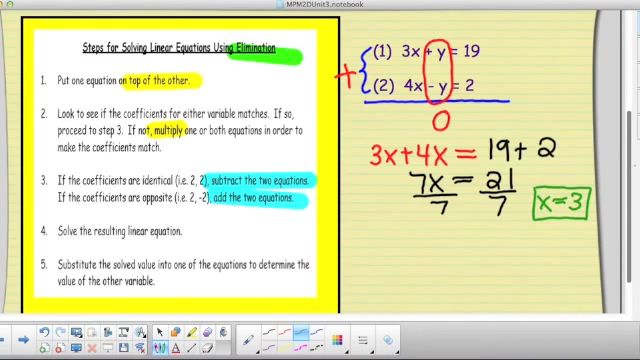 MPM2DUnit3.notebook
Steps for Solving Linear Equations Using Elimination
1. Put one equation on top of the other.
2. Look to see if the coefficients for either variable matches. If so,
proceed to step 3. If not, multiply one or both equations in order to
make the coefficients match.
3. If the coefficients are identical (i.e. 2, 2), subtract the two equations.
If the coefficients are opposite (i.e. 2, -2), add the two equations.
4. Solve the resulting linear equation.
5. Substitute the solved value into one of the equations to determine the
value of the other variable.
(1) 3x + y = 19
+
(2) 4x - y = 2
0
3x+4x = 19+ 2
7x = 21
7 7
x=3